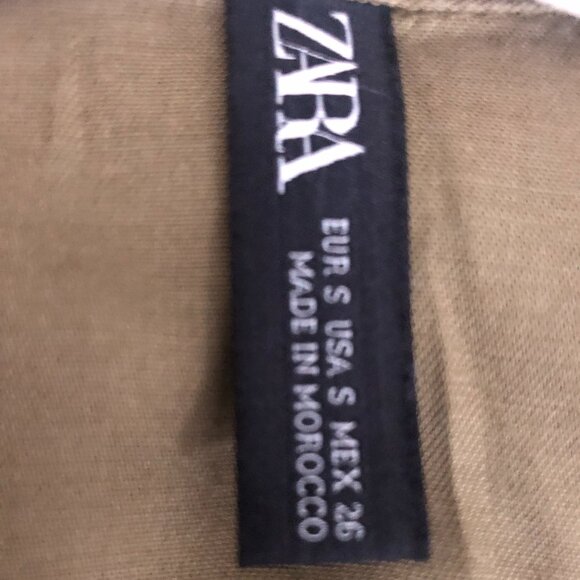 ZARA
EUR S USA S MEX 26
MADE IN MOROCCO